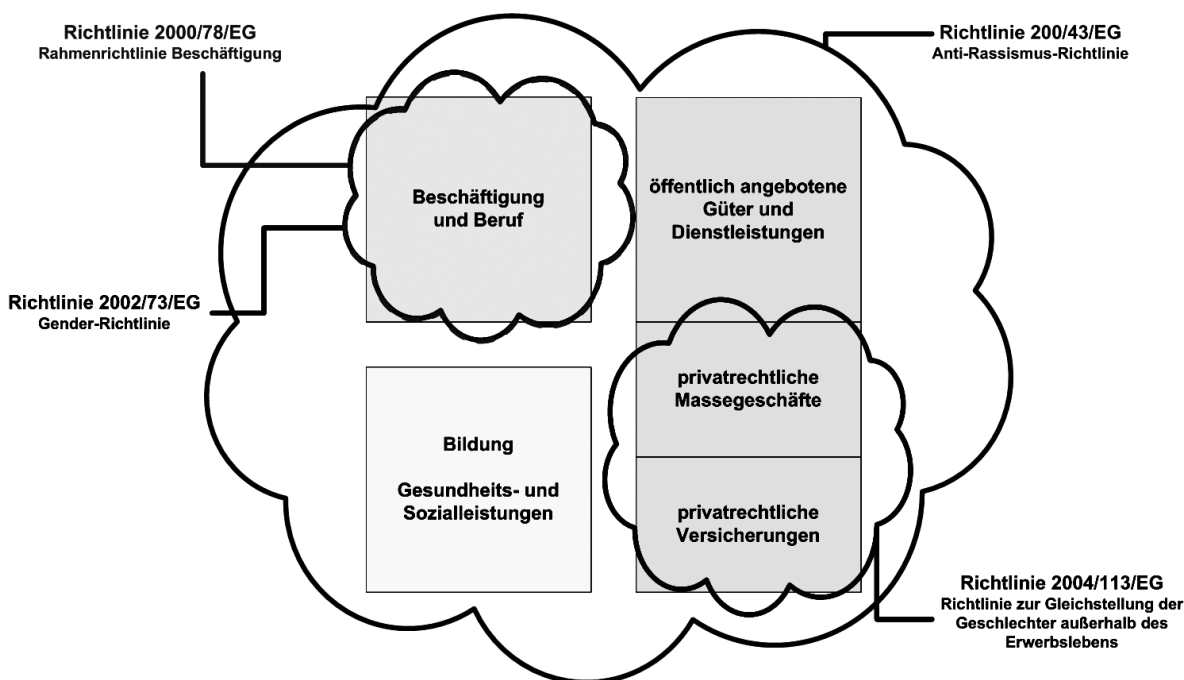 Richtlinie 2000/78/EG
Rahmenrichtlinie Beschäftigung
Richtlinie 200/43/EG
Anti-Rassismus-Richtlinie
Beschäftigung
und Beruf
öffentlich angebotene
Güter und
Dienstleistungen
Richtlinie 2002/73/EG
Gender-Richtlinie
privatrechtliche
Massegeschäfte
Bildung
Gesundheits- und
Sozialleistungen
privatrechtliche
Versicherungen
Richtlinie 2004/113/EG
Richtlinie zur Gleichstellung der
Geschlechter außerhalb des
Erwerbslebens